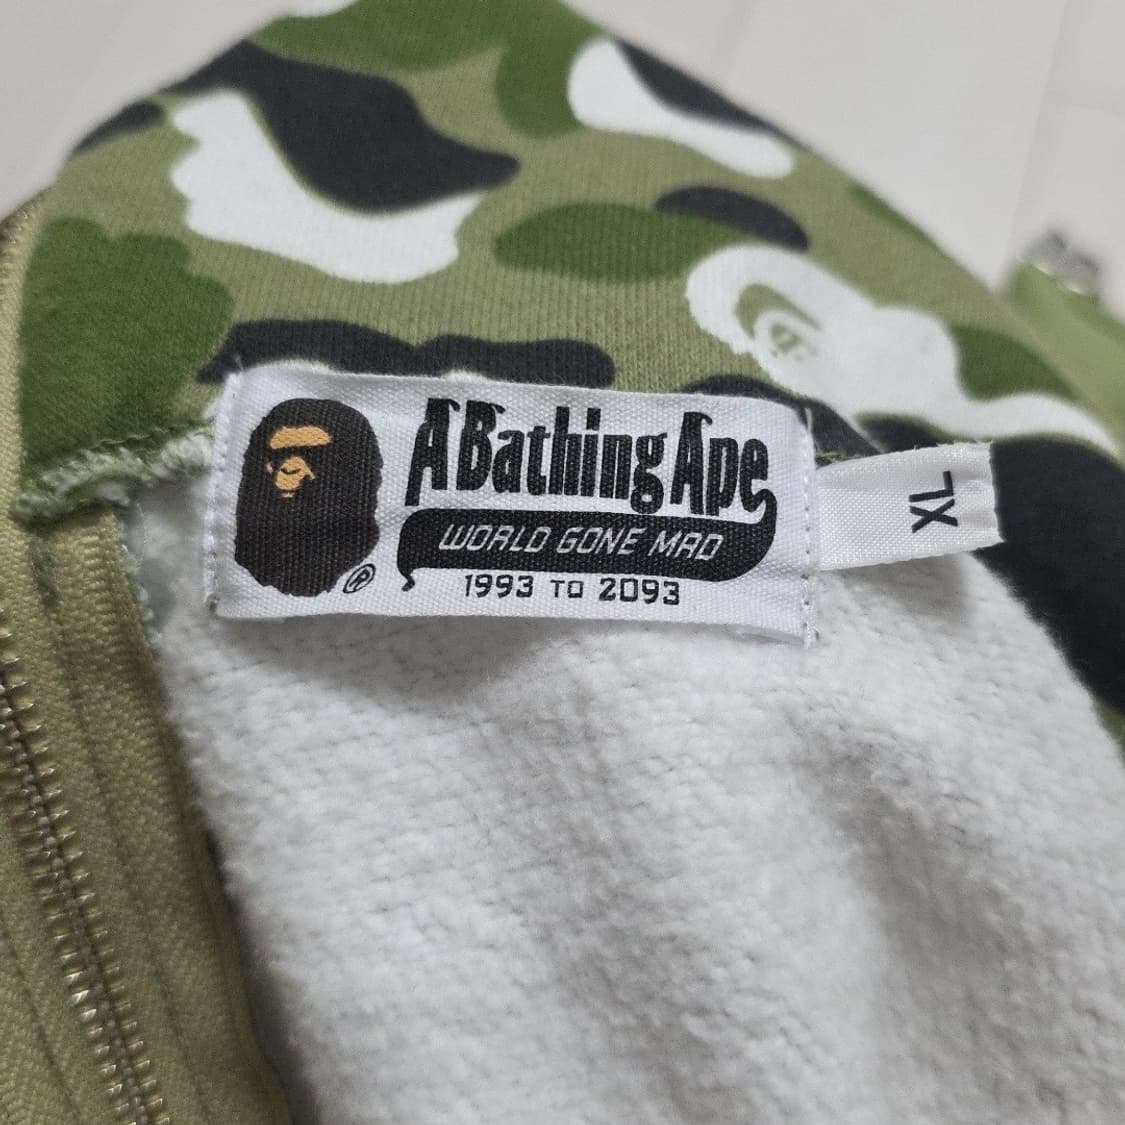 A Bathing Ape
WORLD GONE MAD
1993 TO 2093
®
XL